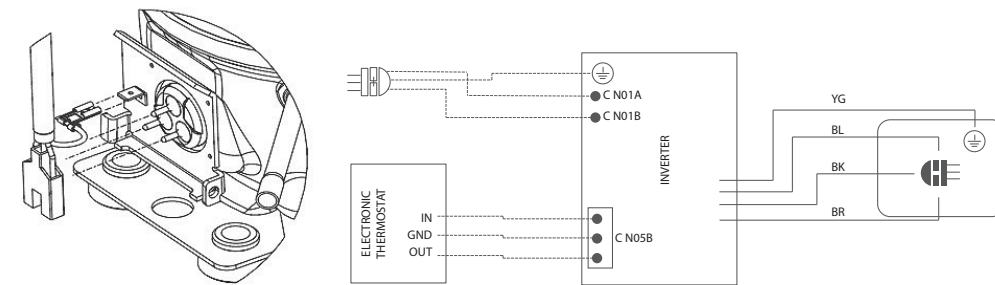 C N01A
C N01B
INVERTER
ELECTRONIC
THERMOSTAT
IN
GND
OUT
C N05B
YG
BL
BK
BR